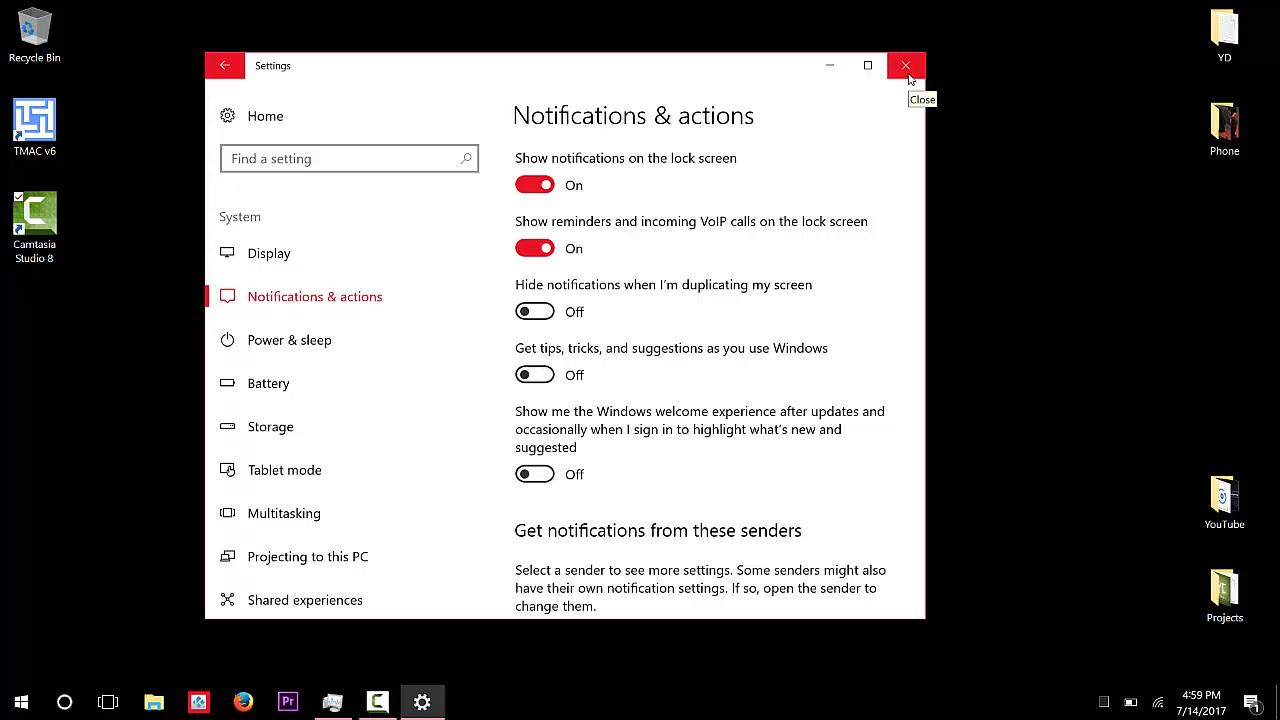 Recycle Bin
TMAC v6
Camtasia
Studio 8
Settings
Close
Home
Find a setting
System
Display
Notifications & actions
Power & sleep
Battery
Storage
Tablet mode
Multitasking
Projecting to this PC
Shared experiences
Notifications & actions
Show notifications on the lock screen
On
Show reminders and incoming VoIP calls on the lock screen
On
Hide notifications when I'm duplicating my screen
Off
Get tips, tricks, and suggestions as you use Windows
Off
Show me the Windows welcome experience after updates and
occasionally when I sign in to highlight what's new and
suggested
Off
Get notifications from these senders
Select a sender to see more settings. Some senders might also
have their own notification settings. If so, open the sender to
change them.
YD
Phone
YouTube
Projects
Pr
4:59 PM
7/14/2017
1